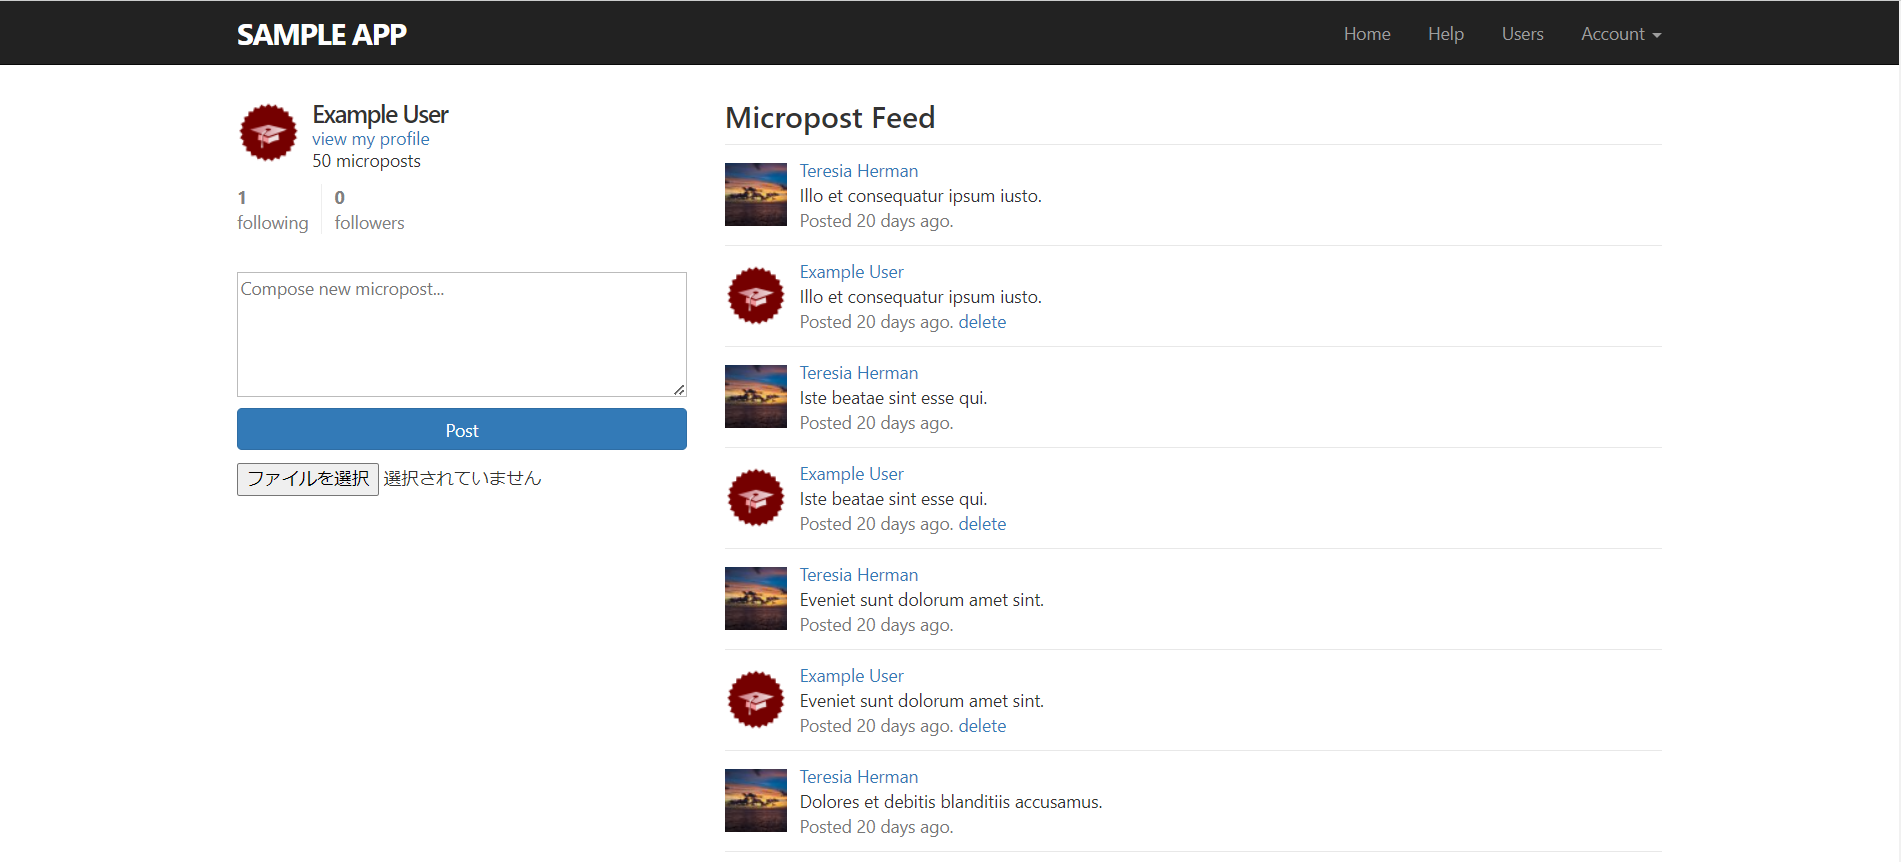 SAMPLE APP
Home Help Users Account
Example User
view my profile
50 microposts
1 0
following followers
Compose new micropost...
Post
ファイルを選択 選択されていません
Micropost Feed
Teresia Herman
Illo et consequatur ipsum iusto.
Posted 20 days ago.
Example User
Illo et consequatur ipsum iusto.
Posted 20 days ago. delete
Teresia Herman
Iste beatae sint esse qui.
Posted 20 days ago.
Example User
Iste beatae sint esse qui.
Posted 20 days ago. delete
Teresia Herman
Eveniet sunt dolorum amet sint.
Posted 20 days ago.
Example User
Eveniet sunt dolorum amet sint.
Posted 20 days ago. delete
Teresia Herman
Dolores et debitis blanditiis accusamus.
Posted 20 days ago.